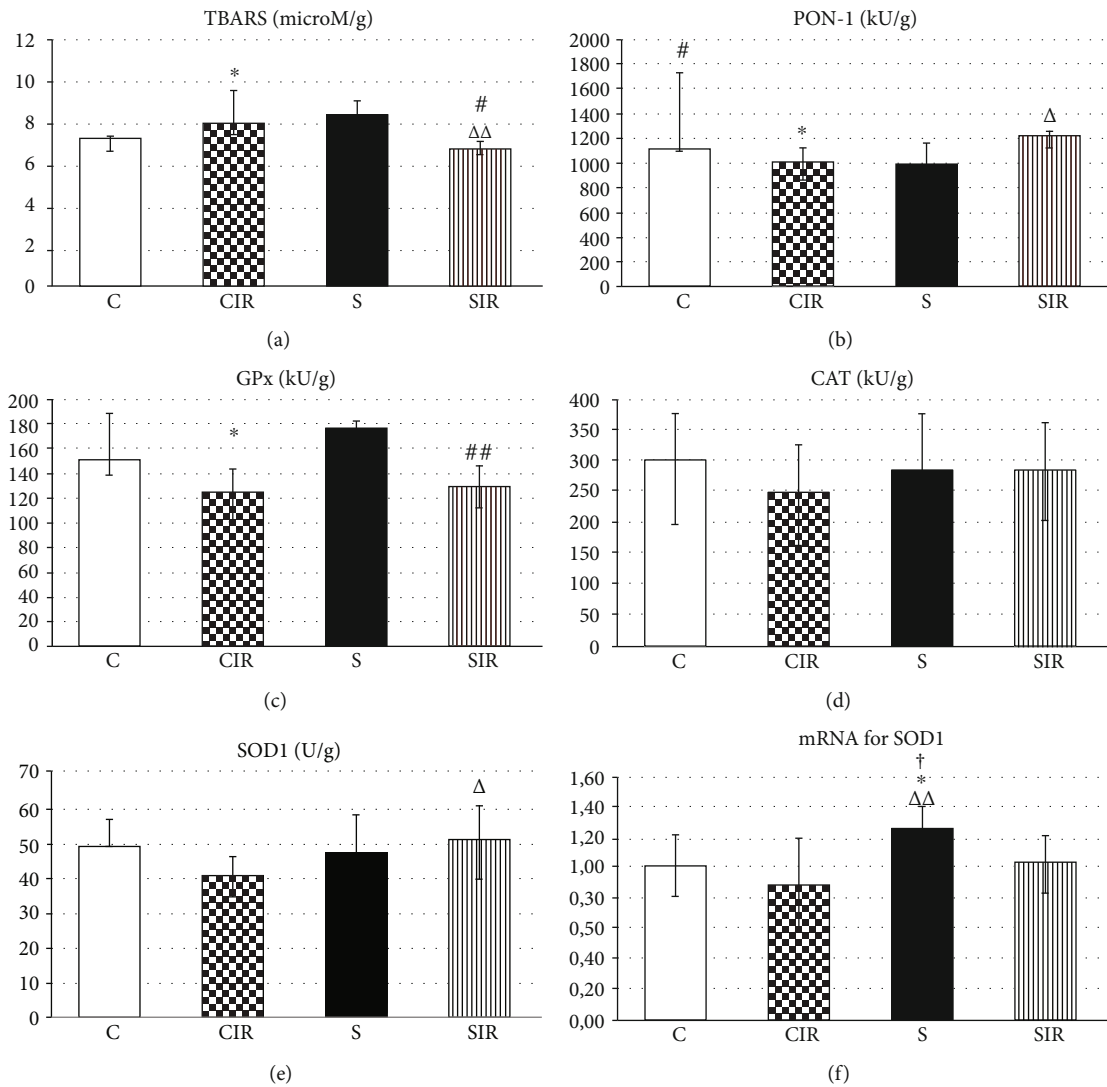 TBARS (microM/g)
12
10
8
6
4
2
0
*
#
ΔΔ
C CIR S SIR
(a)
PON-1 (kU/g)
2000
1800
1600
1400
1200
1000
800
600
400
200
0
#
*
Δ
C CIR S SIR
(b)
GPx (kU/g)
200
180
160
140
120
100
80
60
40
20
0
*
##
C CIR S SIR
(c)
CAT (kU/g)
400
350
300
250
300
200
150
100
50
0
C CIR S SIR
(d)
SOD1 (U/g)
70
60
50
40
30
20
10
0
Δ
C CIR S SIR
(e)
mRNA for SOD1
1,60
1,40
1,20
1,00
0,30
0,60
0,40
0,20
0,00
†
*
ΔΔ
C CIR S SIR
(f)